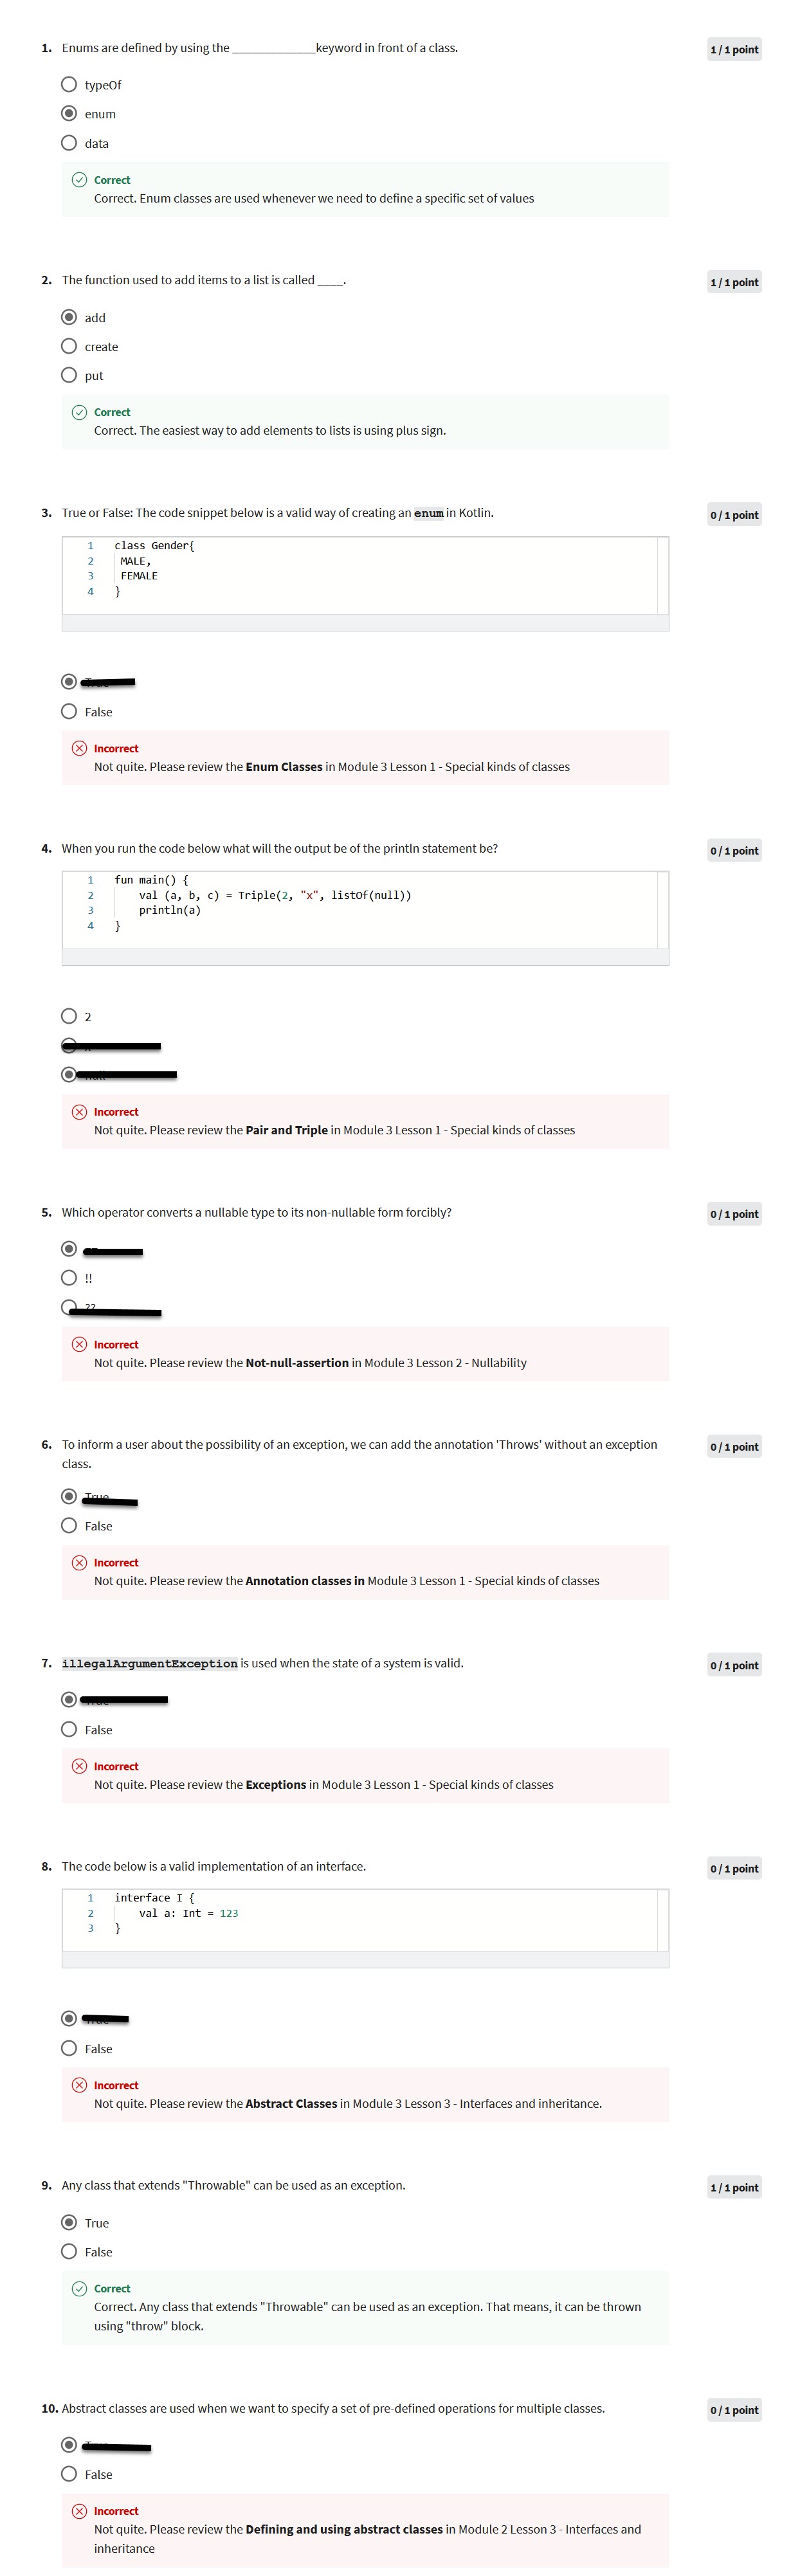 1. Enums are defined by using the _____________keyword in front of a class.
1 / 1 point
typeOf
enum
data
Correct
Correct. Enum classes are used whenever we need to define a specific set of values
2. The function used to add items to a list is called ____.
1 / 1 point
add
create
put
Correct
Correct. The easiest way to add elements to lists is using plus sign.
3. True or False: The code snippet below is a valid way of creating an enum in Kotlin.
0 / 1 point
1 class Gender{
2 MALE,
3 FEMALE
4 }
False
Incorrect
Not quite. Please review the Enum Classes in Module 3 Lesson 1 - Special kinds of classes
4. When you run the code below what will the output be of the println statement be?
0 / 1 point
1 fun main() {
2 val (a, b, c) = Triple(2, "x", listOf(null))
3 println(a)
4 }
2
Incorrect
Not quite. Please review the Pair and Triple in Module 3 Lesson 1 - Special kinds of classes
5. Which operator converts a nullable type to its non-nullable form forcibly?
0 / 1 point
!!
??
Incorrect
Not quite. Please review the Not-null-assertion in Module 3 Lesson 2 - Nullability
6. To inform a user about the possibility of an exception, we can add the annotation 'Throws' without an exception
class.
0 / 1 point
True
False
Incorrect
Not quite. Please review the Annotation classes in Module 3 Lesson 1 - Special kinds of classes
7. illegalArgumentException is used when the state of a system is valid.
0 / 1 point
False
Incorrect
Not quite. Please review the Exceptions in Module 3 Lesson 1 - Special kinds of classes
8. The code below is a valid implementation of an interface.
0 / 1 point
1 interface I {
2 val a: Int = 123
3 }
False
Incorrect
Not quite. Please review the Abstract Classes in Module 3 Lesson 3 - Interfaces and inheritance.
9. Any class that extends "Throwable" can be used as an exception.
1 / 1 point
True
False
Correct
Correct. Any class that extends "Throwable" can be used as an exception. That means, it can be thrown
using "throw" block.
10. Abstract classes are used when we want to specify a set of pre-defined operations for multiple classes.
0 / 1 point
False
Incorrect
Not quite. Please review the Defining and using abstract classes in Module 2 Lesson 3 - Interfaces and
inheritance